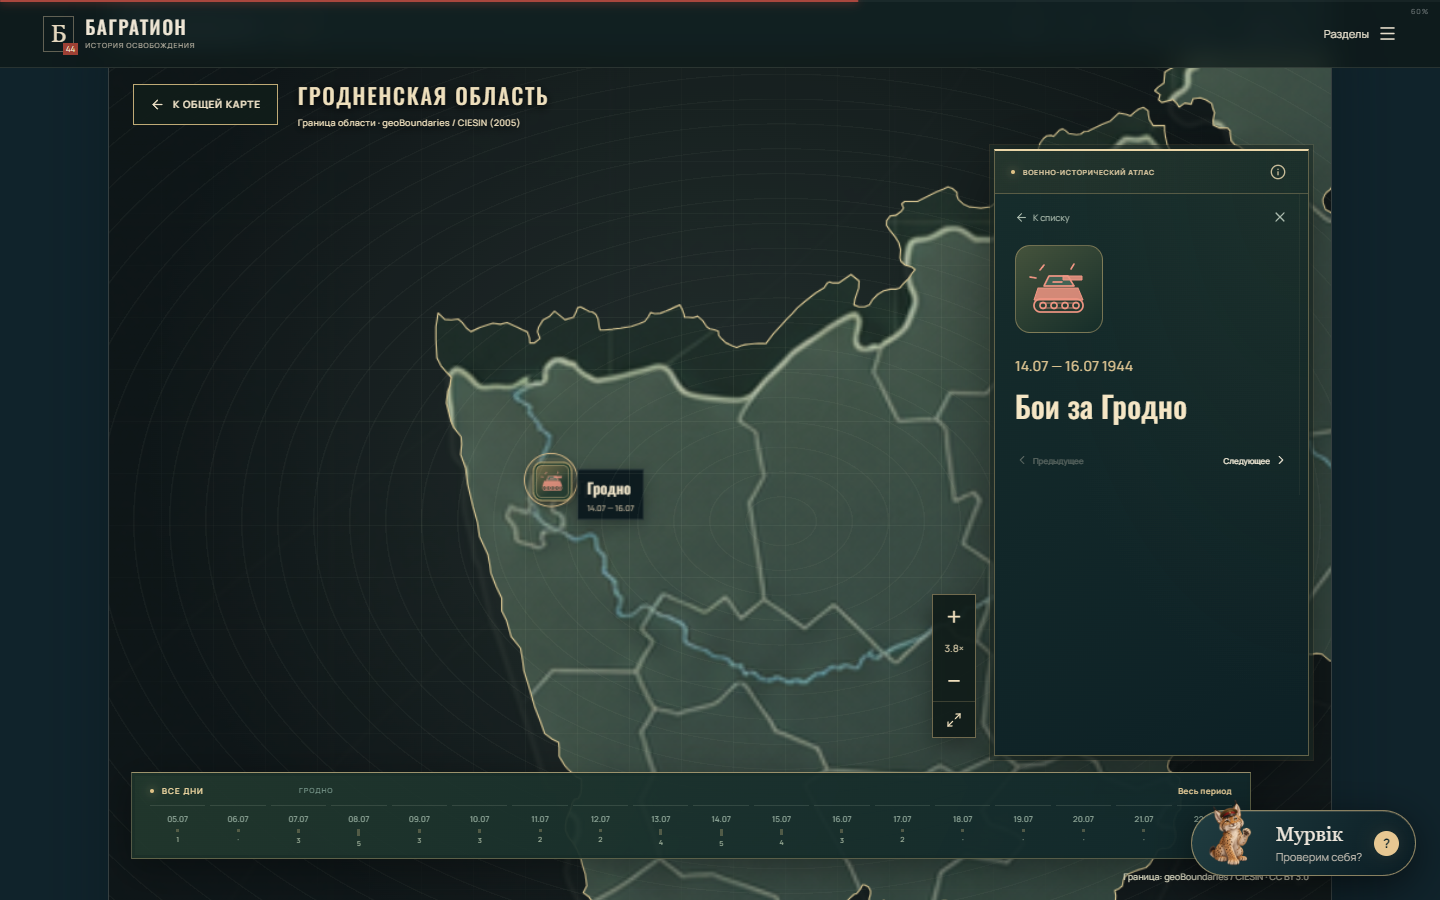 60%
Б
44
БАГРАТИОН
ИСТОРИЯ ОСВОБОЖДЕНИЯ
Разделы
К ОБЩЕЙ КАРТЕ
ГРОДНЕНСКАЯ ОБЛАСТЬ
Граница области · geoBoundaries / CIESIN (2005)
ВОЕННО-ИСТОРИЧЕСКИЙ АТЛАС
К списку
14.07 — 16.07 1944
Бои за Гродно
Предыдущее
Следующее
Гродно
14.07 — 16.07
3.8×
ВСЕ ДНИ
ГРОДНО
Весь период
05.07 06.07 07.07 08.07 09.07 10.07 11.07 12.07 13.07 14.07 15.07 16.07 17.07 18.07 19.07 20.07 21.07
1 · 3 5 3 3 2 2 4 5 4 3 2 · · · ·
Мурвік
Проверим себя?
?
Граница: geoBoundaries / CIESIN · CC BY 3.0